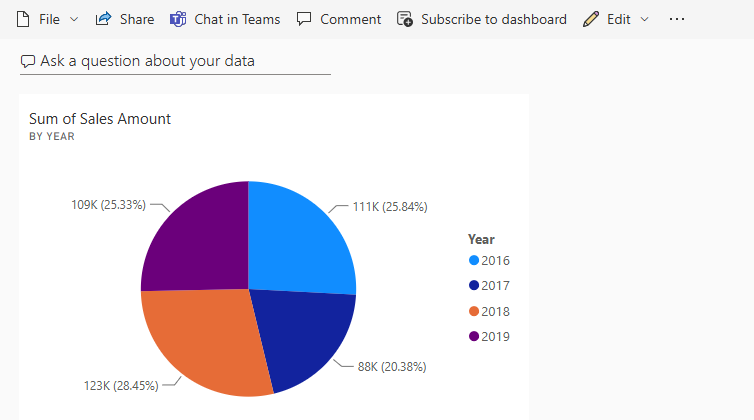 File Share Chat in Teams Comment Subscribe to dashboard Edit ...
Ask a question about your data
Sum of Sales Amount
BY YEAR
109K (25.33%)
111K (25.84%)
88K (20.38%)
123K (28.45%)
Year
2016
2017
2018
2019